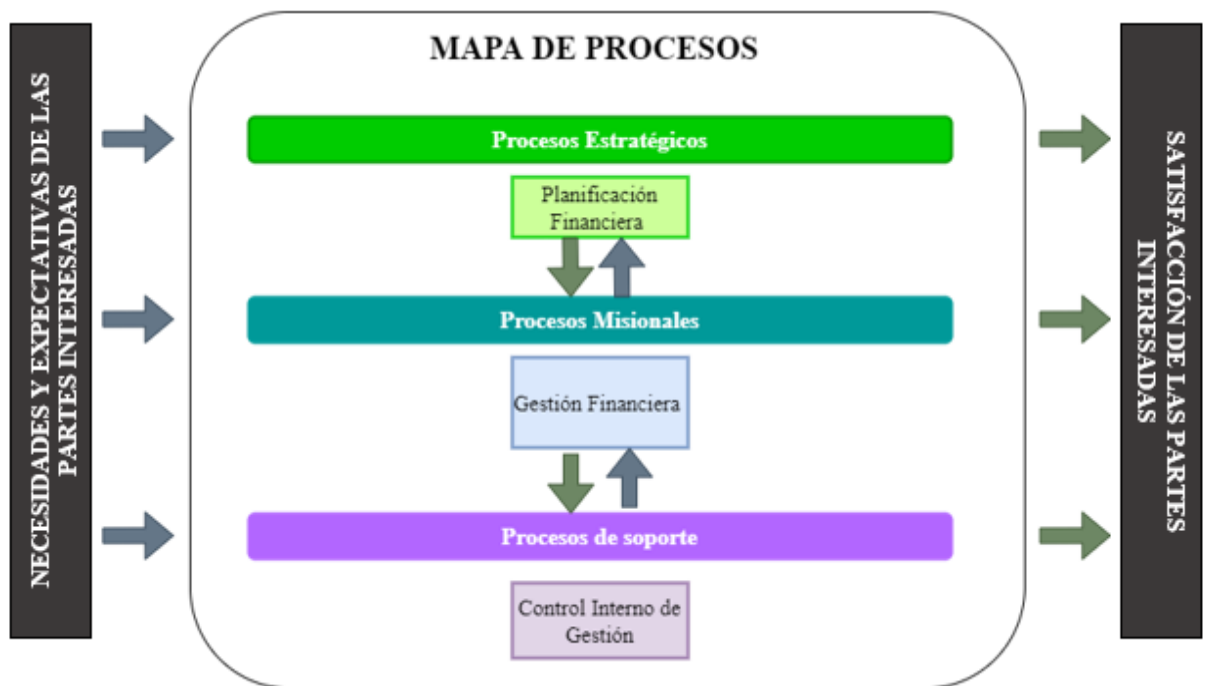 MAPA DE PROCESOS
NECESIDADES Y EXPECTATIVAS DE LAS
PARTES INTERESADAS
Procesos Estratégicos
Planificación
Financiera
Procesos Misionales
Gestión Financiera
Procesos de soporte
Control Interno de
Gestión
SATISFACCIÓN DE LAS PARTES
INTERESADAS